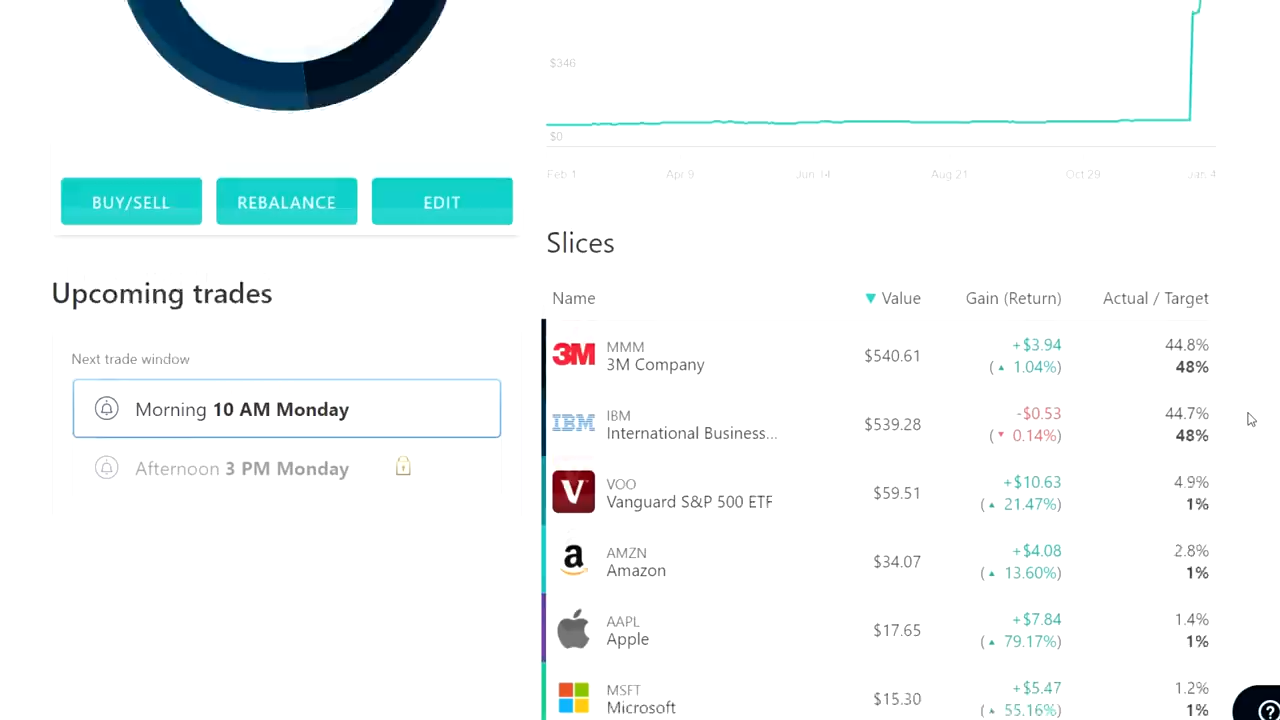 $346
$0
Feb 1 Apr 9 Jun 14 Aug 21 Oct 29 Jan 4
BUY/SELL REBALANCE EDIT
Upcoming trades
Next trade window
Morning 10 AM Monday
Afternoon 3 PM Monday
Slices
Name ▼ Value Gain (Return) Actual / Target
3M MMM +$3.94 44.8%
3M Company $540.61 (▲ 1.04%) 48%
IBM IBM -$0.53 44.7%
International Business... $539.28 (▼ 0.14%) 48%
V VOO +$10.63 4.9%
Vanguard S&P 500 ETF $59.51 (▲ 21.47%) 1%
a AMZN +$4.08 2.8%
Amazon $34.07 (▲ 13.60%) 1%
AAPL +$7.84 1.4%
Apple $17.65 (▲ 79.17%) 1%
MSFT +$5.47 1.2%
Microsoft $15.30 (▲ 55.16%) 1%
?